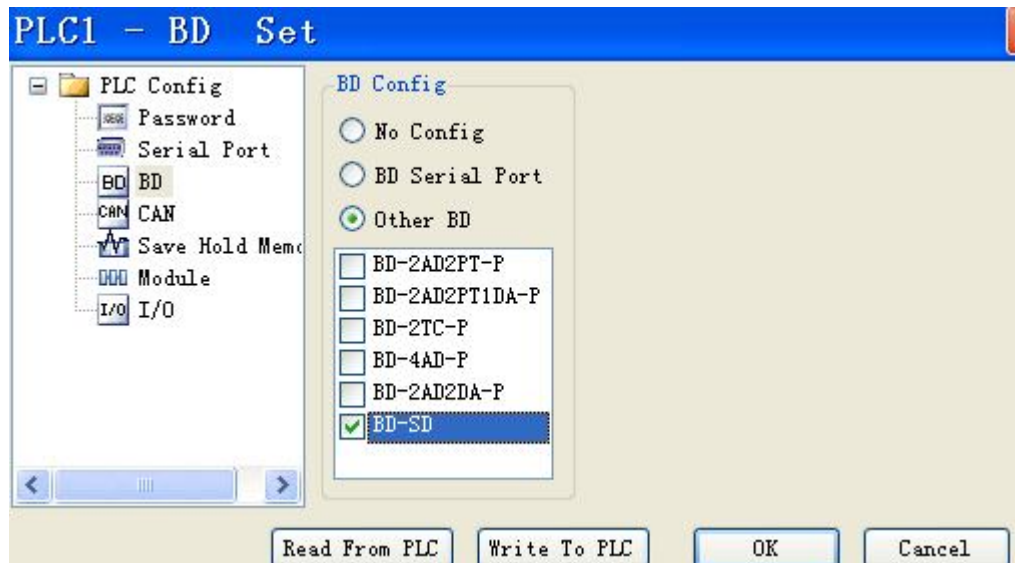 PLC1 - BD Set
PLC Config
Password
Serial Port
BD BD
CAN CAN
Save Hold Memo
Module
I/O I/O
BD Config
No Config
BD Serial Port
Other BD
BD-2AD2PT-P
BD-2AD2PT1DA-P
BD-2TC-P
BD-4AD-P
BD-2AD2DA-P
BD-SD
Read From PLC Write To PLC OK Cancel